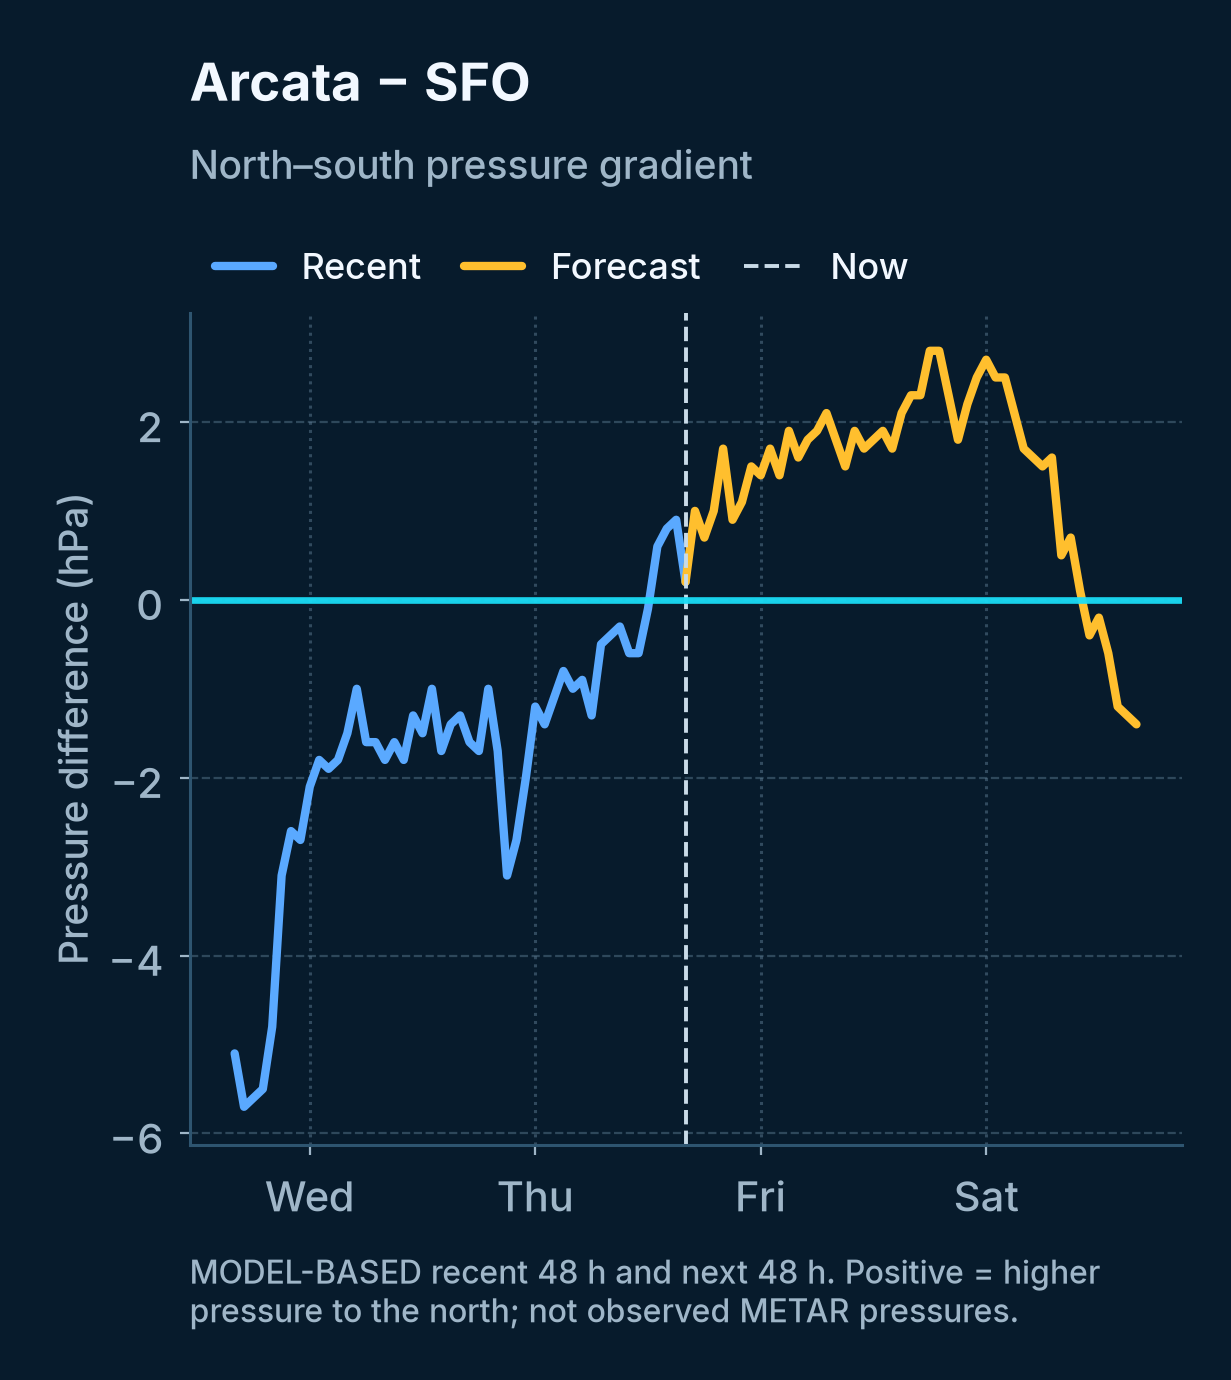 Arcata – SFO
North–south pressure gradient
Recent Forecast Now
Pressure difference (hPa)
2
0
−2
−4
−6
Wed Thu Fri Sat
MODEL-BASED recent 48 h and next 48 h. Positive = higher
pressure to the north; not observed METAR pressures.